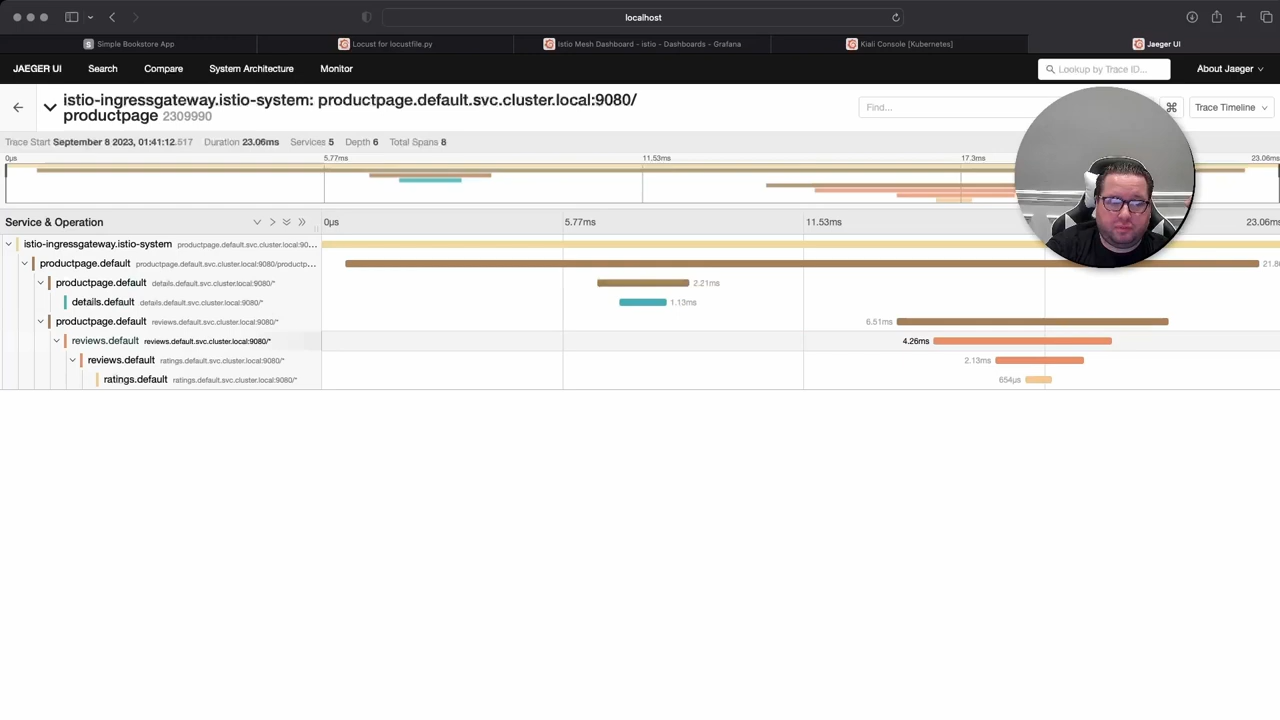 localhost
Simple Bookstore App
Locust for locustfile.py
istio Mesh Dashboard - istio - Dashboards - Grafana
Kiali Console [Kubernetes]
Jaeger UI
JAEGER UI Search Compare System Architecture Monitor Lookup by Trace ID... About Jaeger
istio-ingressgateway.istio-system: productpage.default.svc.cluster.local:9080/
productpage 2309990
Find...
⌘
Trace Timeline
Trace Start September 8 2023, 01:41:12.517 Duration 23.06ms Services 5 Depth 6 Total Spans 8
0μs 5.77ms 11.53ms 17.3ms 23.06ms
Service & Operation 0μs 5.77ms 11.53ms 23.06ms
istio-ingressgateway.istio-system productpage.default.svc.cluster.local:90...
productpage.default productpage.default.svc.cluster.local:9080/productp... 21.8
productpage.default details.default.svc.cluster.local:9080/* 2.21ms
details.default details.default.svc.cluster.local:9080/* 1.13ms
productpage.default reviews.default.svc.cluster.local:9080/* 6.51ms
reviews.default reviews.default.svc.cluster.local:9080/* 4.26ms
reviews.default ratings.default.svc.cluster.local:9080/* 2.13ms
ratings.default ratings.default.svc.cluster.local:9080/* 654μs